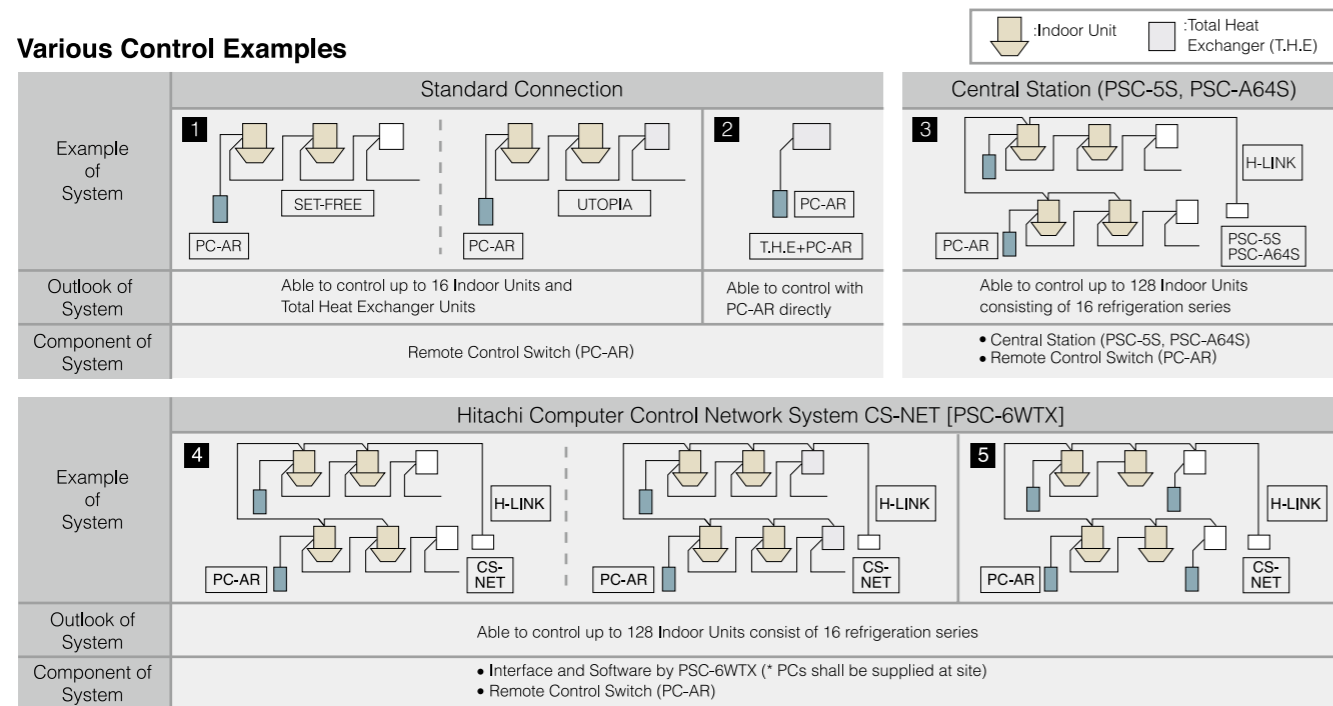 :Indoor Unit
:Total Heat
Exchanger (T.H.E)
Various Control Examples
Standard Connection
Central Station (PSC-5S, PSC-A64S)
Example
of
System
1
SET-FREE
PC-AR
UTOPIA
PC-AR
2
PC-AR
T.H.E+PC-AR
3
H-LINK
PC-AR
PSC-5S
PSC-A64S
Outlook of
System
Able to control up to 16 Indoor Units and
Total Heat Exchanger Units
Able to control with
PC-AR directly
Able to control up to 128 Indoor Units
consisting of 16 refrigeration series
Component of
System
Remote Control Switch (PC-AR)
• Central Station (PSC-5S, PSC-A64S)
• Remote Control Switch (PC-AR)
Hitachi Computer Control Network System CS-NET [PSC-6WTX]
Example
of
System
4
H-LINK
PC-AR
CS-
NET
H-LINK
PC-AR
CS-
NET
5
H-LINK
PC-AR
CS-
NET
Outlook of
System
Able to control up to 128 Indoor Units consist of 16 refrigeration series
Component of
System
• Interface and Software by PSC-6WTX (* PCs shall be supplied at site)
• Remote Control Switch (PC-AR)